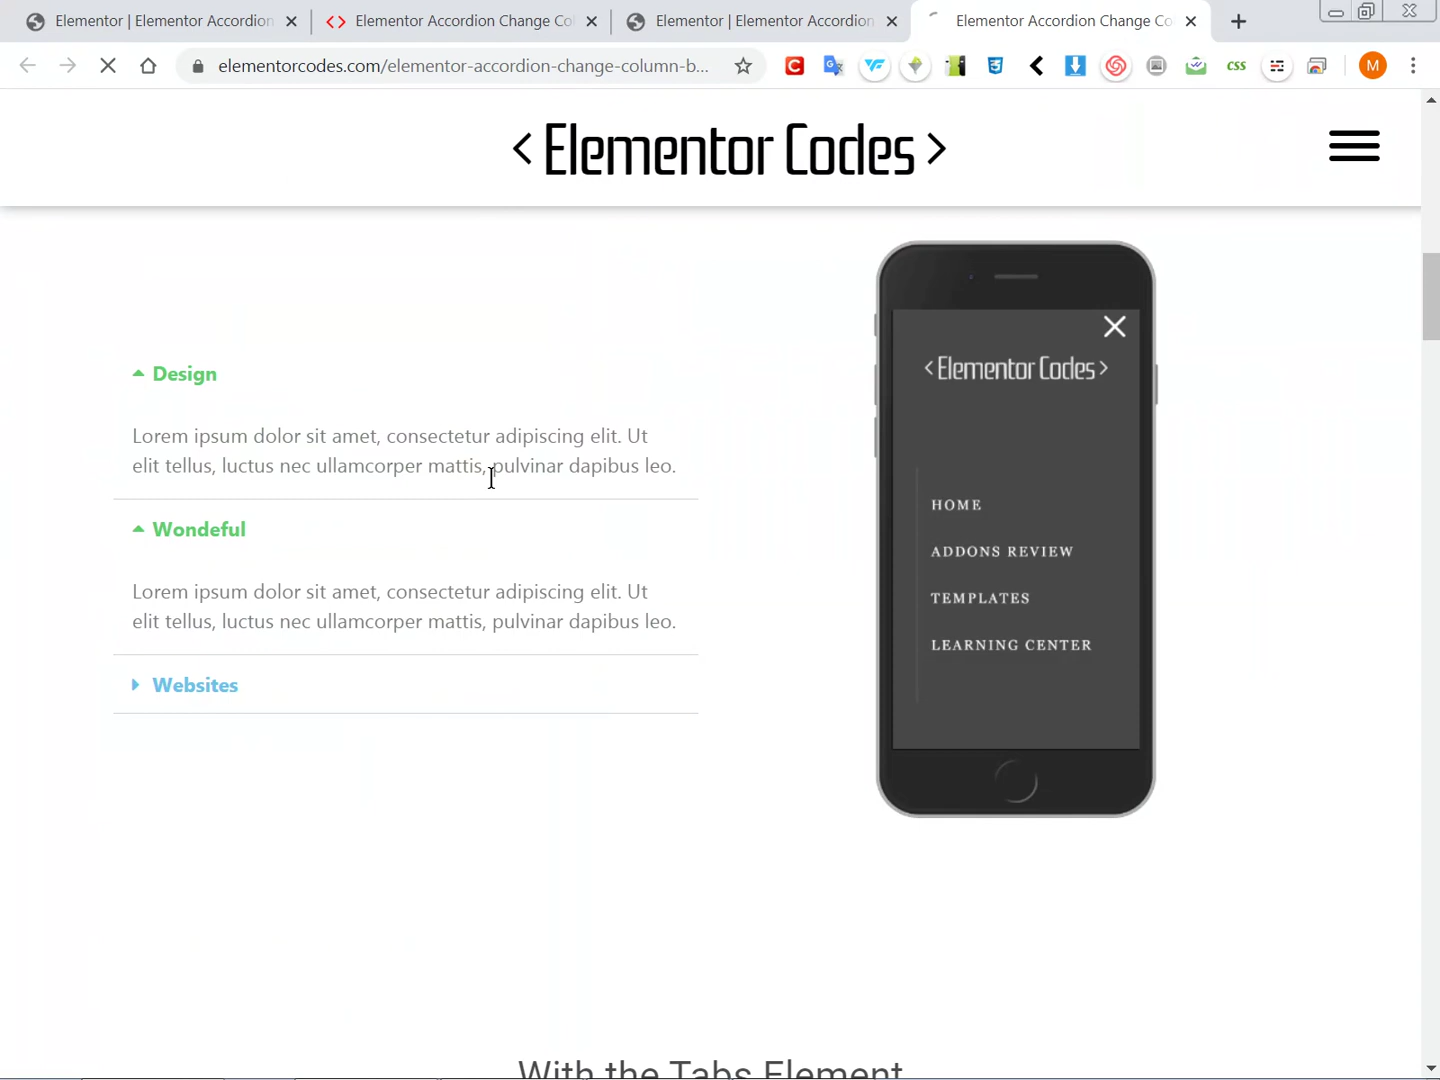 Elementor | Elementor Accordion
Elementor Accordion Change Co
Elementor | Elementor Accordion
Elementor Accordion Change Co
elementorcodes.com/elementor-accordion-change-column-b...
C
css
M
< Elementor Codes >
Design
Lorem ipsum dolor sit amet, consectetur adipiscing elit. Ut
elit tellus, luctus nec ullamcorper mattis, pulvinar dapibus leo.
Wondeful
Lorem ipsum dolor sit amet, consectetur adipiscing elit. Ut
elit tellus, luctus nec ullamcorper mattis, pulvinar dapibus leo.
Websites
< Elementor Codes >
HOME
ADDONS REVIEW
TEMPLATES
LEARNING CENTER
With the Tabs Element